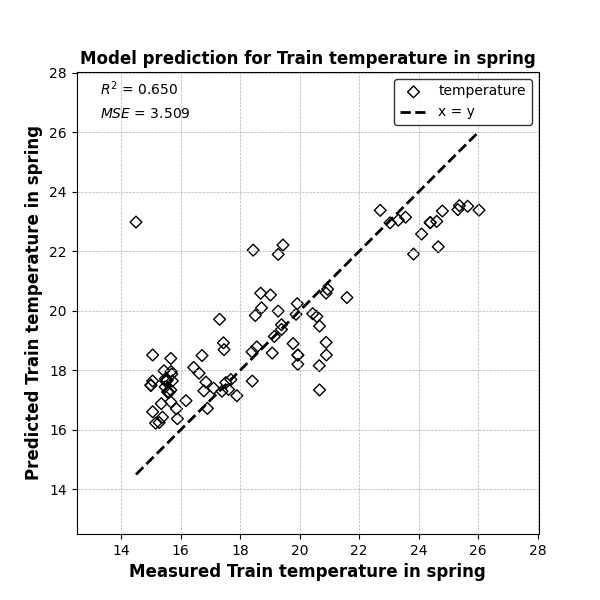 Model prediction for Train temperature in spring
R² = 0.650
MSE = 3.509
temperature
x = y
28
26
24
22
20
18
16
14
Predicted Train temperature in spring
14 16 18 20 22 24 26 28
Measured Train temperature in spring